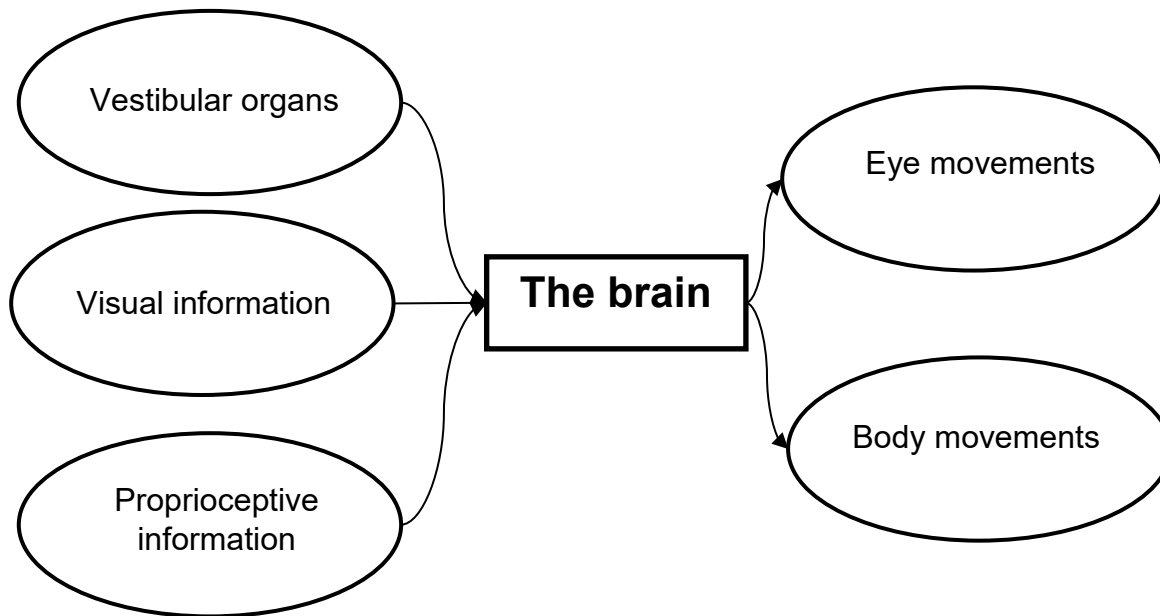 Vestibular organs
Visual information
Proprioceptive
information
The brain
Eye movements
Body movements